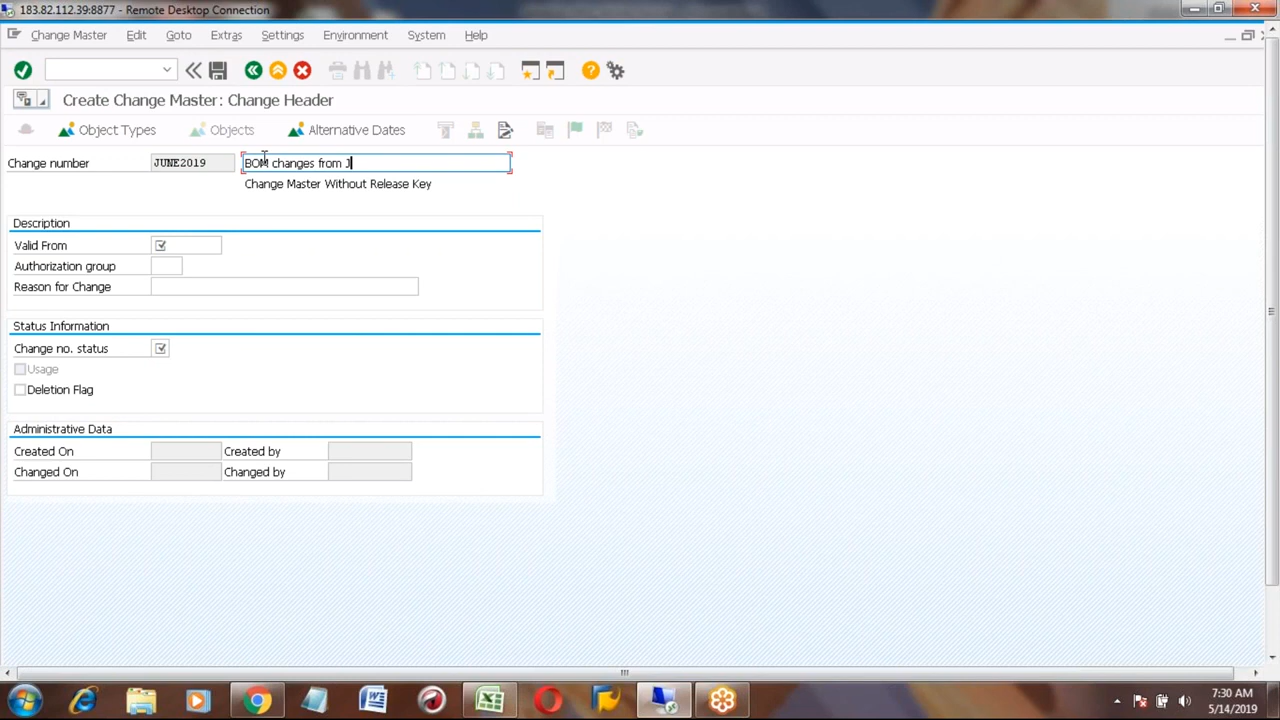 183.82.112.39:8877 - Remote Desktop Connection
Change Master Edit Goto Extras Settings Environment System Help
Create Change Master: Change Header
Object Types Objects Alternative Dates
Change number JUNE2019 BOM changes from J
Change Master Without Release Key
Description
Valid From
Authorization group
Reason for Change
Status Information
Change no. status
Usage
Deletion Flag
Administrative Data
Created On Created by
Changed On Changed by
7:30 AM
5/14/2019